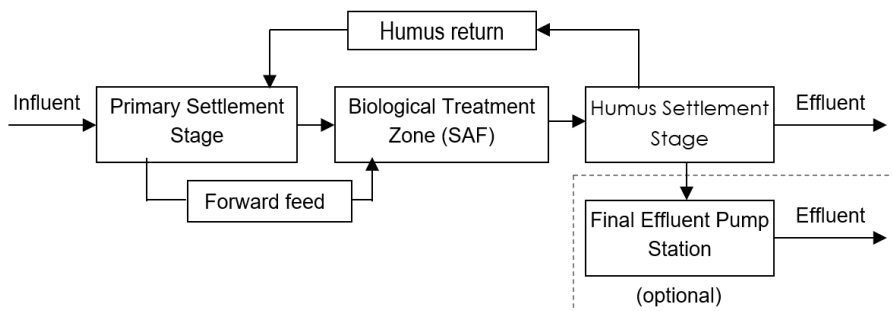 Humus return
Influent
Primary Settlement
Stage
Biological Treatment
Zone (SAF)
Humus Settlement
Stage
Effluent
Forward feed
Final Effluent Pump
Station
Effluent
(optional)